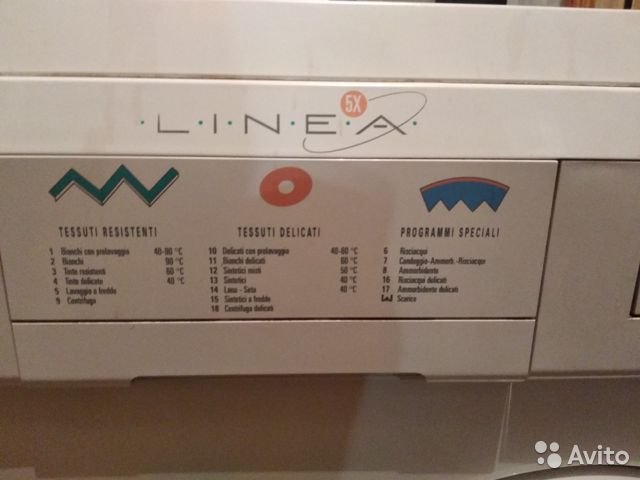 5X
L·I·N·E·A
TESSUTI RESISTENTI
1 Bianchi con prelavaggio 40-90 °C
2 Bianchi 90 °C
3 Tinte resistenti 60 °C
4 Tinte delicate 40 °C
5 Lavaggio a freddo
9 Centrifuga
TESSUTI DELICATI
10 Delicati con prelavaggio 40-60 °C
11 Bianchi delicati 60 °C
12 Sintetici misti 50 °C
13 Sintetici 40 °C
14 Lana - Seta 40 °C
15 Sintetici a freddo
18 Centrifuga delicati
PROGRAMMI SPECIALI
6 Risciacqui
7 Candeggio-Ammorb.-Risciacqui
8 Ammorbidente
16 Risciacqui delicati
17 Ammorbidente delicati
Scarico
Avito